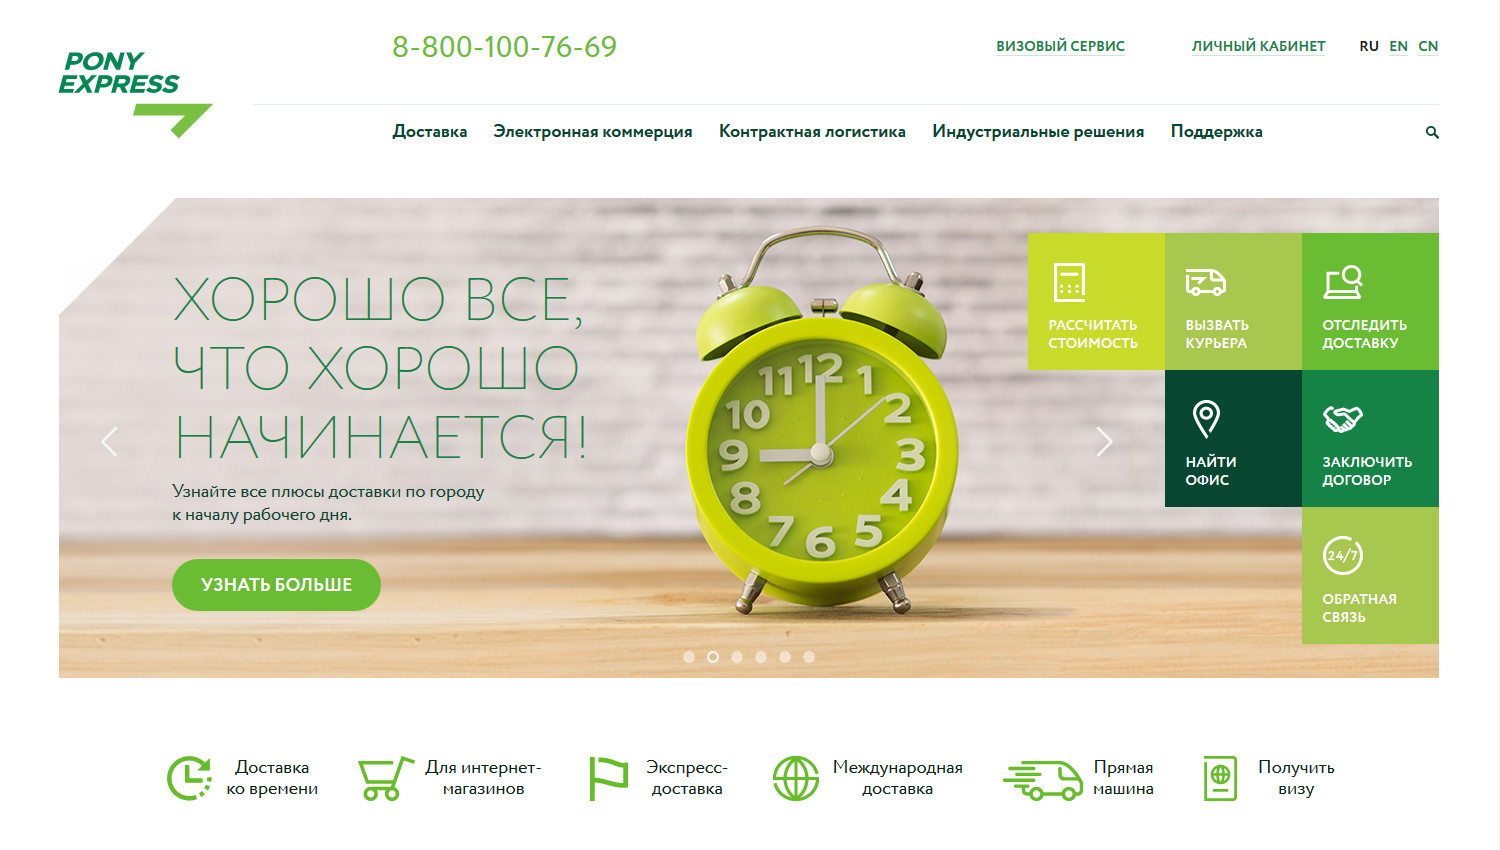 PONY
EXPRESS
8-800-100-76-69
ВИЗОВЫЙ СЕРВИС
ЛИЧНЫЙ КАБИНЕТ
RU EN CN
Доставка Электронная коммерция Контрактная логистика Индустриальные решения Поддержка
ХОРОШО ВСЕ,
ЧТО ХОРОШО
НАЧИНАЕТСЯ!
Узнайте все плюсы доставки по городу
к началу рабочего дня.
УЗНАТЬ БОЛЬШЕ
12
1
2
3
4
5
6
7
8
9
10
11
РАССЧИТАТЬ
СТОИМОСТЬ
ВЫЗВАТЬ
КУРЬЕРА
ОТСЛЕДИТЬ
ДОСТАВКУ
НАЙТИ
ОФИС
ЗАКЛЮЧИТЬ
ДОГОВОР
24/7
ОБРАТНАЯ
СВЯЗЬ
Доставка
ко времени
Для интернет-
магазинов
Экспресс-
доставка
Международная
доставка
Прямая
машина
Получить
визу